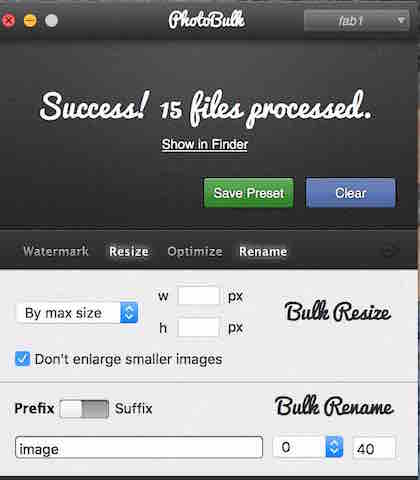 PhotoBulk
fab1
Success! 15 files processed.
Show in Finder
Save Preset
Clear
Watermark Resize Optimize Rename
By max size
w px
h px
Bulk Resize
Don't enlarge smaller images
Prefix Suffix
Bulk Rename
image
0
40